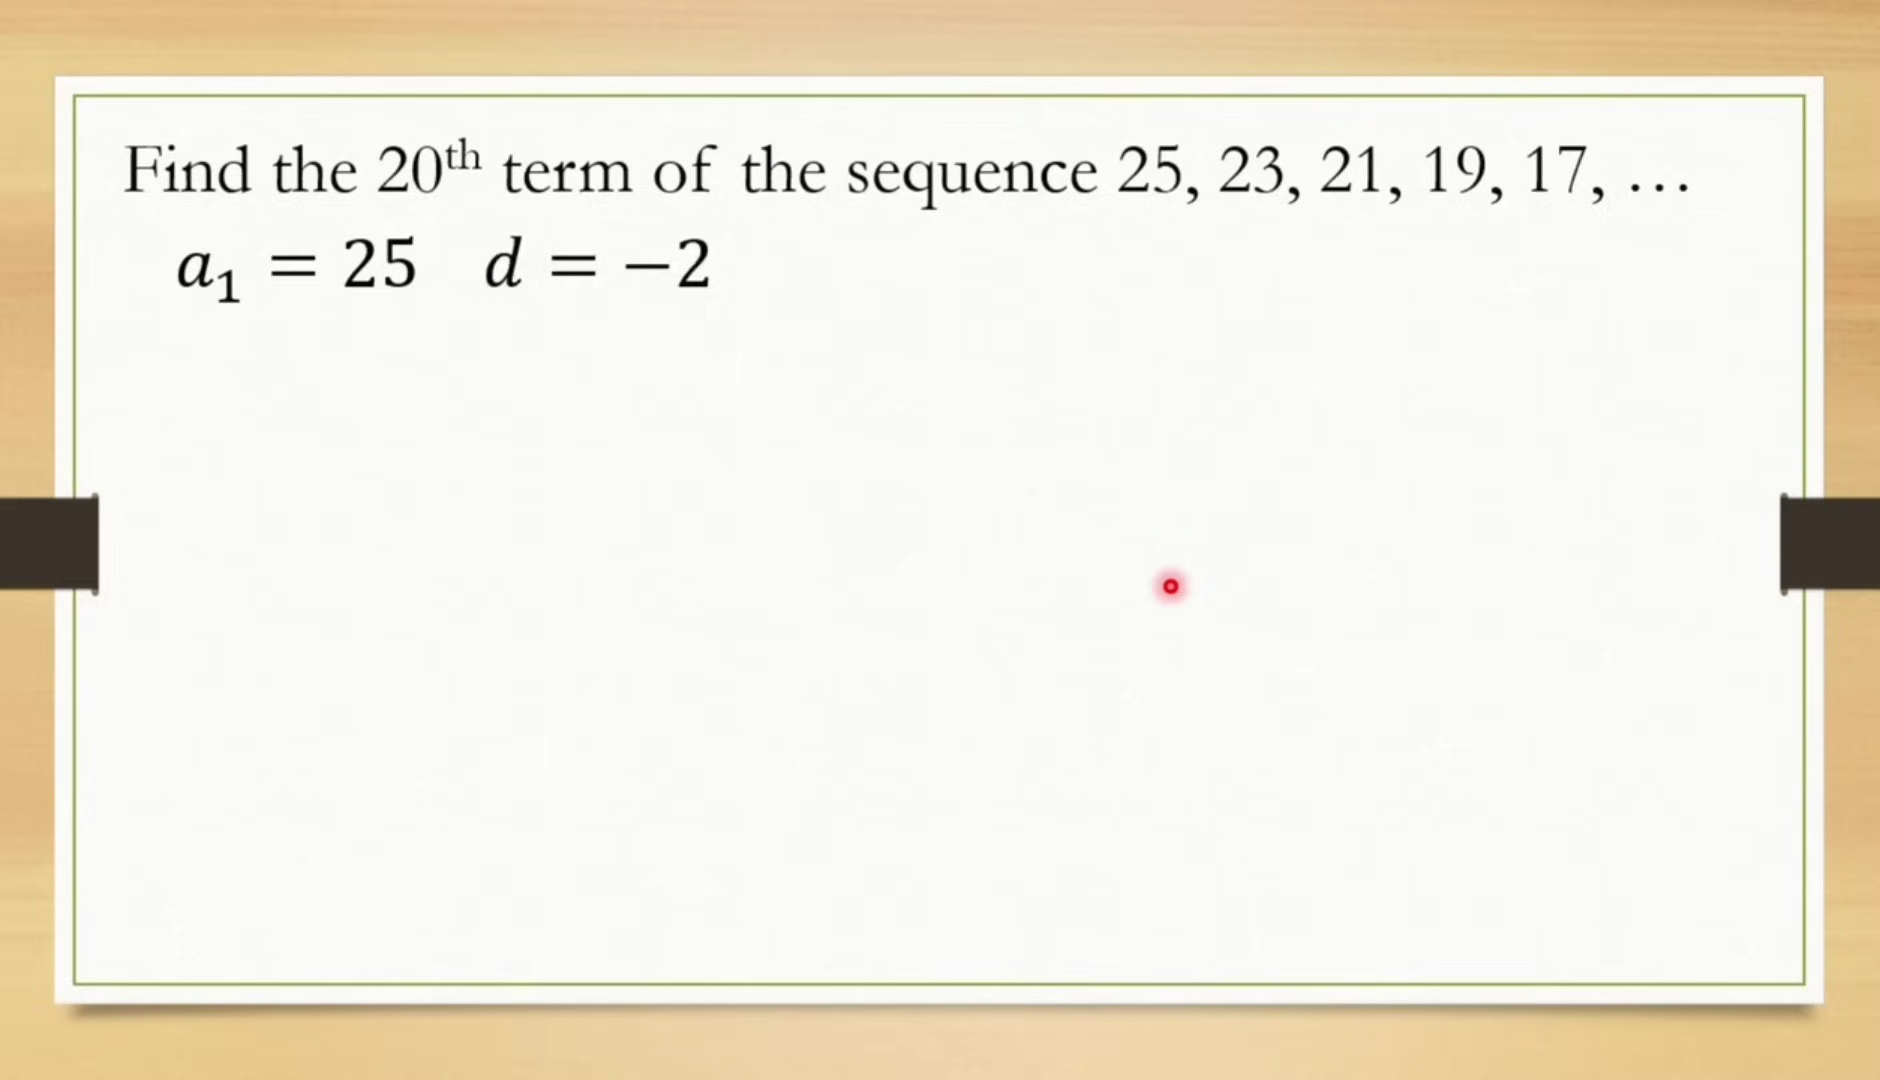 Find the 20th term of the sequence 25, 23, 21, 19, 17, …
a₁ = 25 d = −2